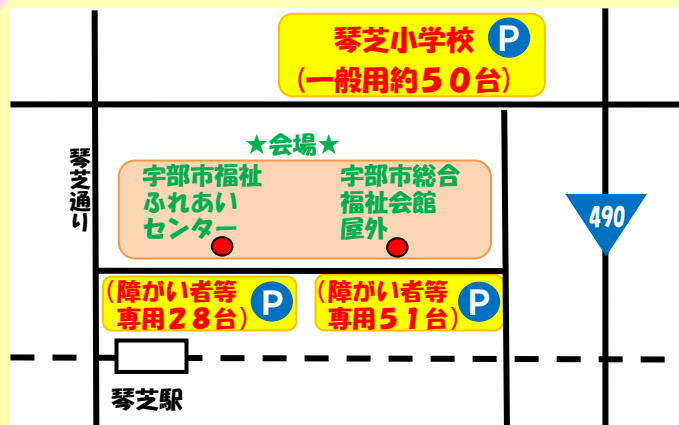 琴芝小学校 P
(一般用約50台)
★会場★
琴芝通り
宇部市福祉
ふれあい
センター
宇部市総合
福祉会館
屋外
490
(障がい者等
専用28台) P
(障がい者等
専用51台) P
琴芝駅